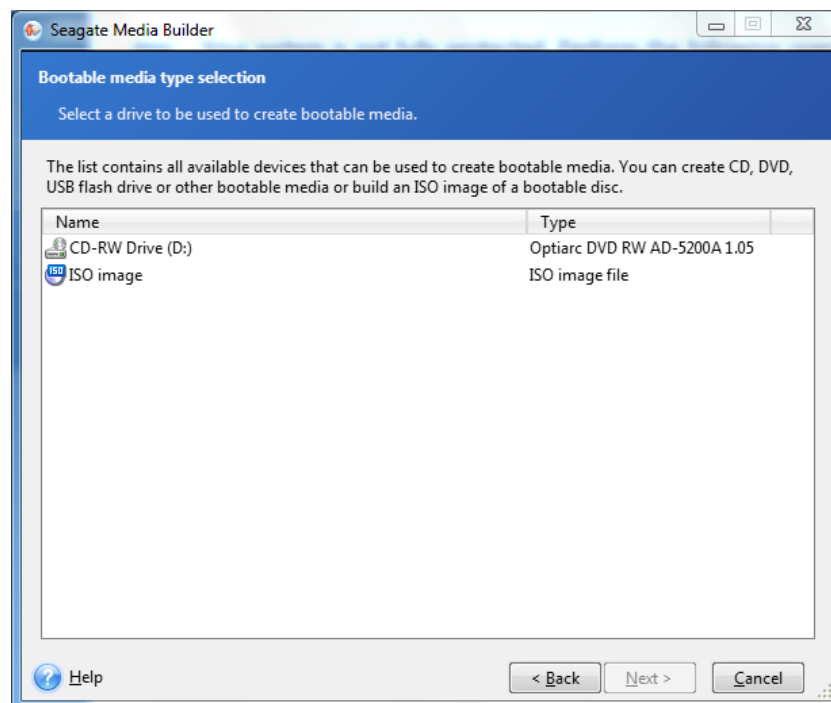 Seagate Media Builder
Bootable media type selection
Select a drive to be used to create bootable media.
The list contains all available devices that can be used to create bootable media. You can create CD, DVD,
USB flash drive or other bootable media or build an ISO image of a bootable disc.
Name Type
CD-RW Drive (D:) Optiarc DVD RW AD-5200A 1.05
ISO image ISO image file
Help < Back Next > Cancel